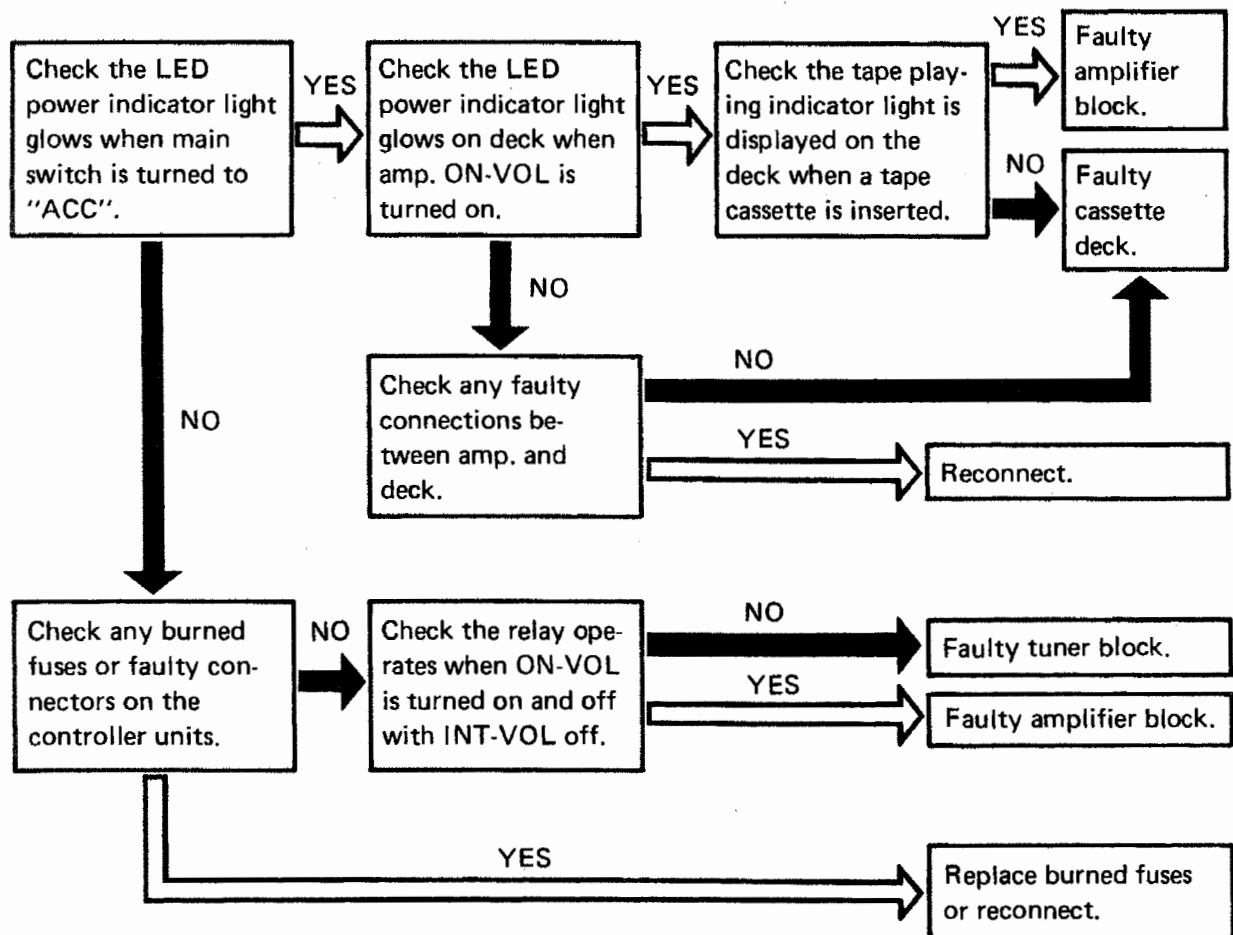 Check the LED
power indicator light
glows when main
switch is turned to
"ACC".
YES
Check the LED
power indicator light
glows on deck when
amp. ON-VOL is
turned on.
YES
Check the tape play-
ing indicator light is
displayed on the
deck when a tape
cassette is inserted.
YES
Faulty
amplifier
block.
NO
Faulty
cassette
deck.
NO
NO
Check any faulty
connections be-
tween amp. and
deck.
NO
YES
Reconnect.
Check any burned
fuses or faulty con-
nectors on the
controller units.
NO
Check the relay ope-
rates when ON-VOL
is turned on and off
with INT-VOL off.
NO
Faulty tuner block.
YES
Faulty amplifier block.
YES
Replace burned fuses
or reconnect.